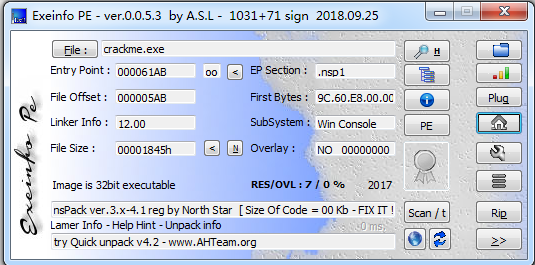 Exeinfo PE - ver.0.0.5.3 by A.S.L - 1031+71 sign 2018.09.25
File : crackme.exe H
Entry Point : 000061AB oo < EP Section : .nsp1
File Offset : 000005AB First Bytes : 9C.60.E8.00.00 Plug
Linker Info : 12.00 SubSystem : Win Console PE
File Size : 00001845h < N Overlay : NO 00000000
Image is 32bit executable RES/OVL : 7 / 0 % 2017
nsPack ver.3.x-4.1 reg by North Star [ Size Of Code = 00 Kb - FIX IT ! Scan / t Rip
Lamer Info - Help Hint - Unpack info - 0 ms.
try Quick unpack v4.2 - www.AHTeam.org >>
Exeinfo Pe